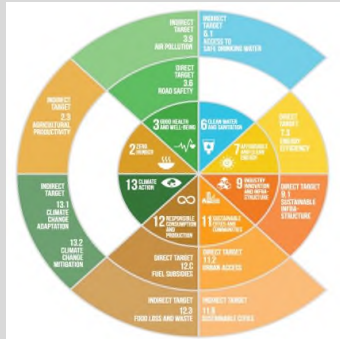 INDIRECT
TARGET
3.9
AIR POLLUTION
INDIRECT
TARGET
6.1
ACCESS TO
SAFE DRINKING WATER
DIRECT
TARGET
3.6
ROAD SAFETY
INDIRECT
TARGET
2.3
AGRICULTURAL
PRODUCTIVITY
DIRECT
TARGET
7.3
ENERGY
EFFICIENCY
3 GOOD HEALTH
AND WELL-BEING
6 CLEAN WATER
AND SANITATION
2 ZERO
HUNGER
7 AFFORDABLE
AND CLEAN
ENERGY
13 CLIMATE
ACTION
9 INDUSTRY
INNOVATION AND
INFRA-
STRUCTURE
12 RESPONSIBLE
CONSUMPTION
AND
PRODUCTION
11 SUSTAINABLE
CITIES AND
COMMUNITIES
INDIRECT
TARGET
13.1
CLIMATE
CHANGE
ADAPTATION
13.2
CLIMATE
CHANGE
MITIGATION
DIRECT TARGET
9.1
SUSTAINABLE
INFRA-
STRUCTURE
DIRECT TARGET
12.C
FUEL SUBSIDIES
DIRECT TARGET
11.2
URBAN ACCESS
INDIRECT TARGET
12.3
FOOD LOSS AND WASTE
INDIRECT TARGET
SUSTAINABLE CITIES